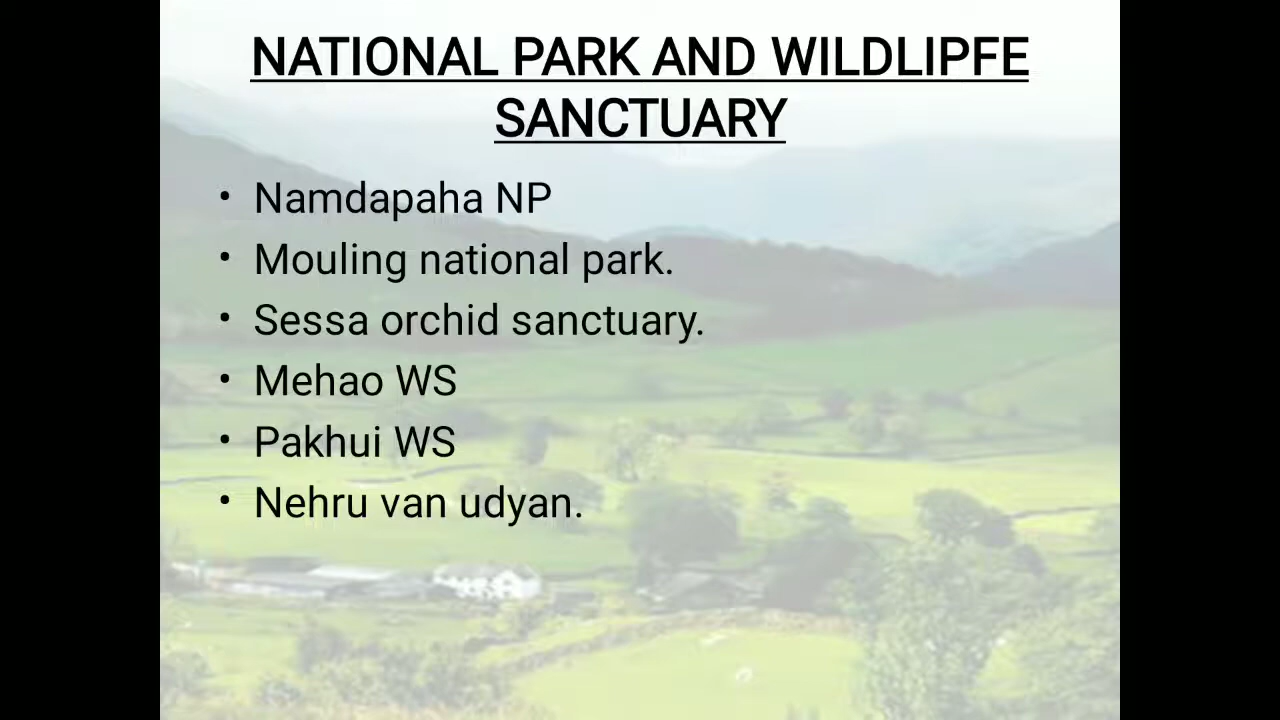 NATIONAL PARK AND WILDLIPFE
SANCTUARY
• Namdapaha NP
• Mouling national park.
• Sessa orchid sanctuary.
• Mehao WS
• Pakhui WS
• Nehru van udyan.